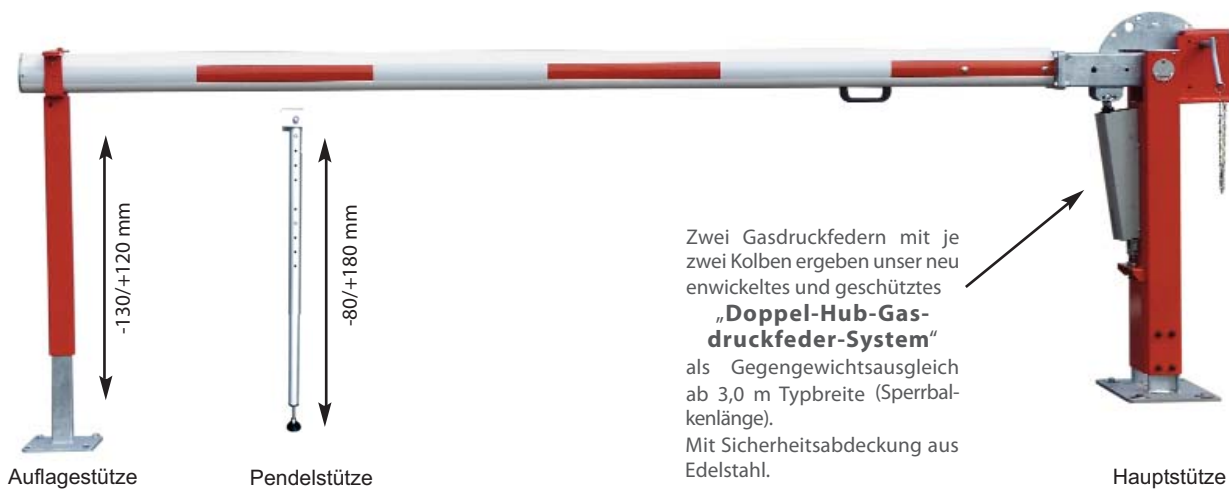 -130/+120 mm
-80/+180 mm
Zwei Gasdruckfedern mit je
zwei Kolben ergeben unser neu
enwickeltes und geschütztes
„Doppel-Hub-Gas-
druckfeder-System“
als Gegengewichtsausgleich
ab 3,0 m Typbreite (Sperrbal-
kenlänge).
Mit Sicherheitsabdeckung aus
Edelstahl.
Auflagestütze
Pendelstütze
Hauptstütze